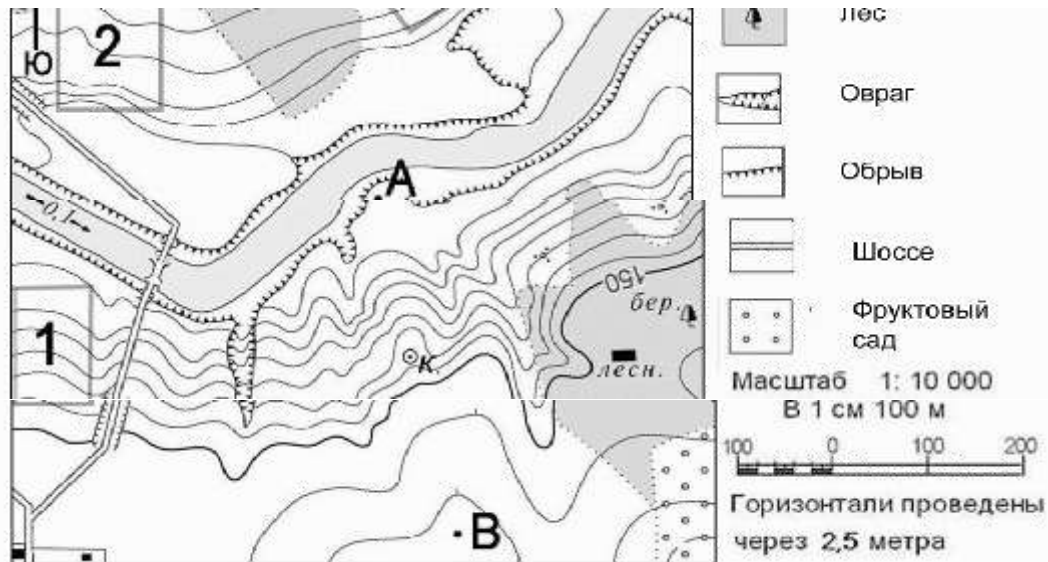 2
Ю
А
0,1
1
150
бер.
к.
лесн.
В
Лес
Овраг
Обрыв
Шоссе
Фруктовый
сад
Масштаб 1: 10 000
В 1 см 100 м
100 0 100 200
Горизонтали проведены
через 2,5 метра